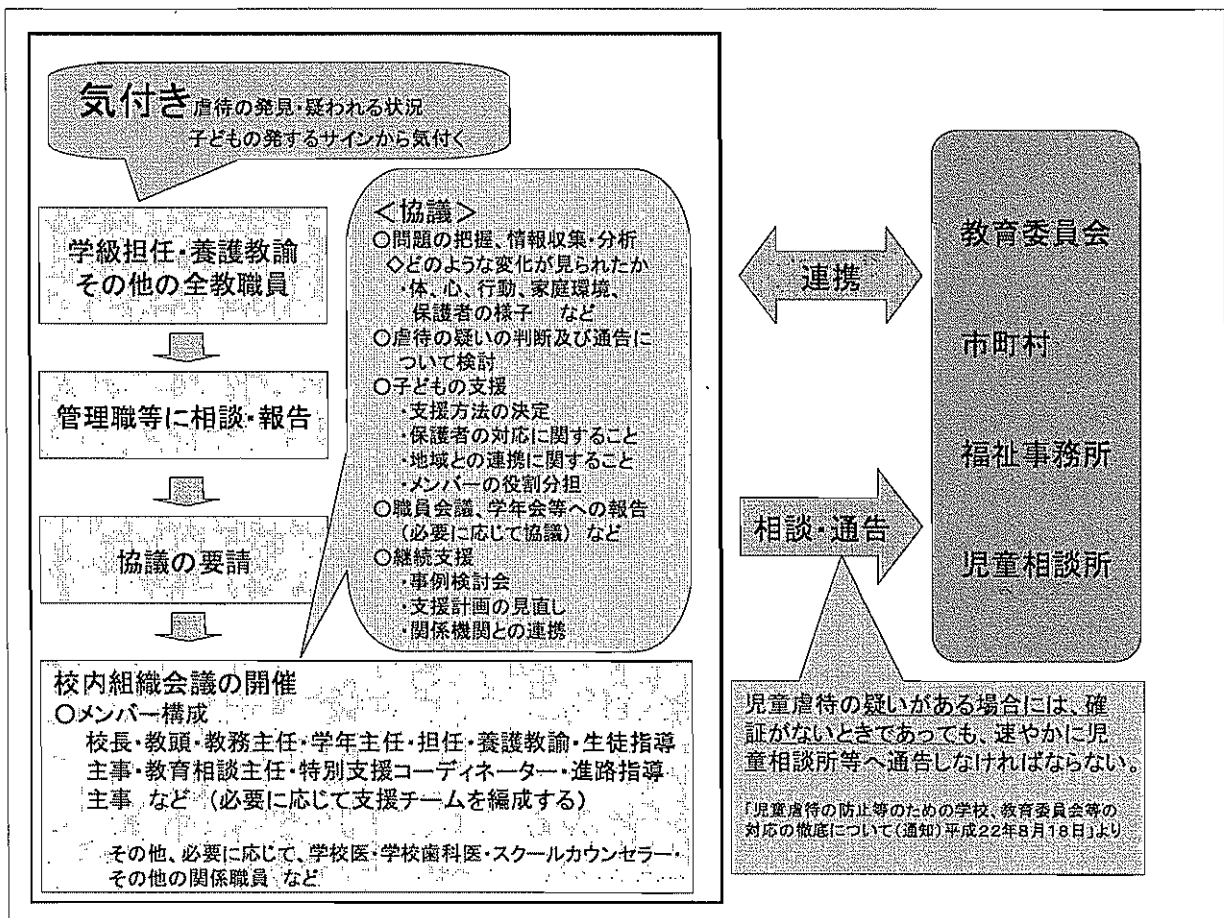 気付き 虐待の発見・疑われる状況
子どもの発するサインから気付く
学級担任・養護教諭
その他の全教職員
管理職等に相談・報告
協議の要請
＜協議＞
○問題の把握、情報収集・分析
◇どのような変化が見られたか
・体、心、行動、家庭環境、
保護者の様子 など
○虐待の疑いの判断及び通告に
ついて検討
○子どもの支援
・支援方法の決定
・保護者の対応に関すること
・地域との連携に関すること
・メンバーの役割分担
○職員会議、学年会等への報告
（必要に応じて協議） など
○継続支援
・事例検討会
・支援計画の見直し
・関係機関との連携
校内組織会議の開催
○メンバー構成
校長・教頭・教務主任・学年主任・担任・養護教諭・生徒指導
主事・教育相談主任・特別支援コーディネーター・進路指導
主事 など （必要に応じて支援チームを編成する）
その他、必要に応じて、学校医・学校歯科医・スクールカウンセラー・
その他の関係職員 など
連携
相談・通告
教育委員会
市町村
福祉事務所
児童相談所
児童虐待の疑いがある場合には、確
証がないときであっても、速やかに児
童相談所等へ通告しなければならない。
「児童虐待の防止等のための学校、教育委員会等の
対応の徹底について（通知）平成22年8月18日」より